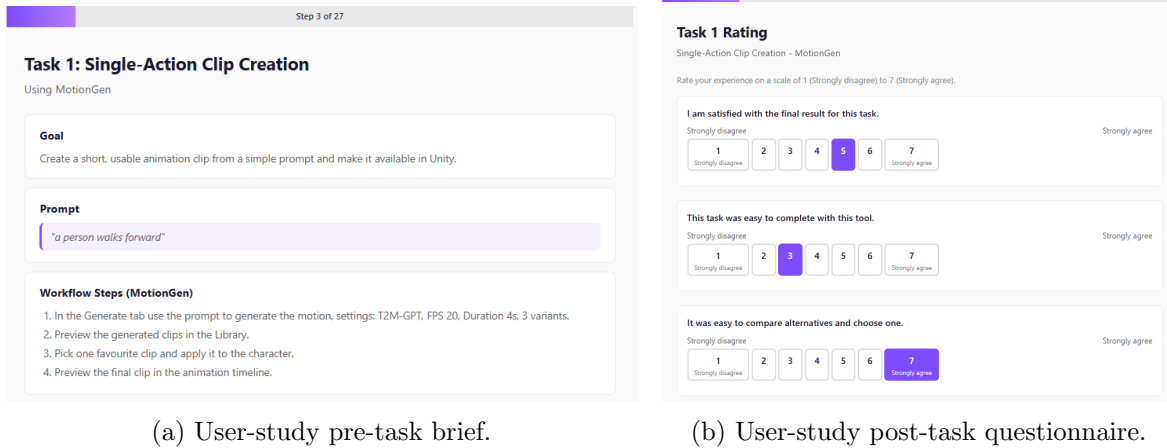 Step 3 of 27
Task 1: Single-Action Clip Creation
Using MotionGen
Goal
Create a short, usable animation clip from a simple prompt and make it available in Unity.
Prompt
"a person walks forward"
Workflow Steps (MotionGen)
1. In the Generate tab use the prompt to generate the motion, settings: T2M-GPT, FPS 20, Duration 4s, 3 variants.
2. Preview the generated clips in the Library.
3. Pick one favourite clip and apply it to the character.
4. Preview the final clip in the animation timeline.
(a) User-study pre-task brief.
Task 1 Rating
Single-Action Clip Creation - MotionGen
Rate your experience on a scale of 1 (Strongly disagree) to 7 (Strongly agree).
I am satisfied with the final result for this task.
Strongly disagree Strongly agree
1 2 3 4 5 6 7
Strongly disagree Strongly agree
This task was easy to complete with this tool.
Strongly disagree Strongly agree
1 2 3 4 5 6 7
Strongly disagree Strongly agree
It was easy to compare alternatives and choose one.
Strongly disagree Strongly agree
1 2 3 4 5 6 7
Strongly disagree Strongly agree
(b) User-study post-task questionnaire.